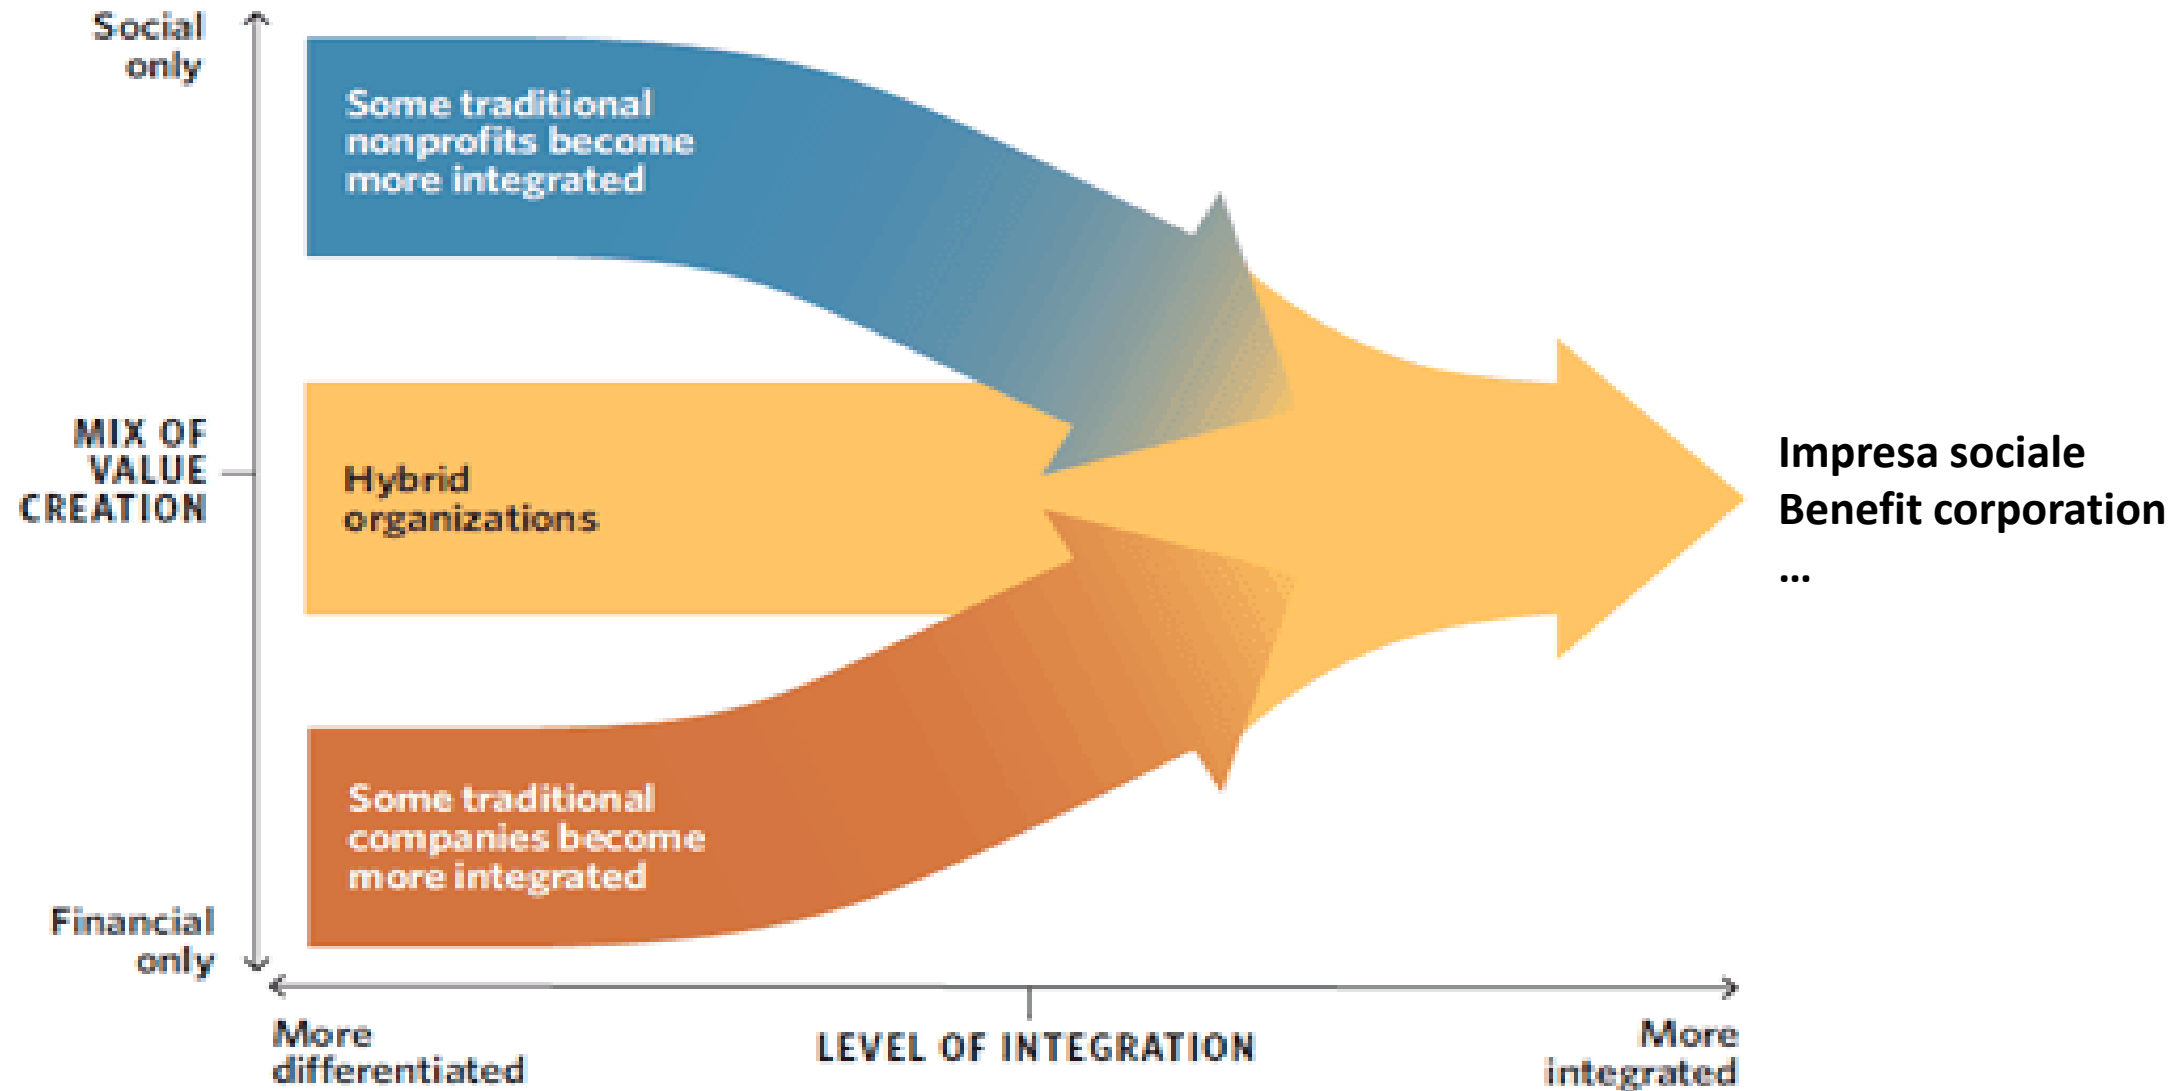 Social
only
Some traditional
nonprofits become
more integrated
MIX OF
VALUE
CREATION
Hybrid
organizations
Impresa sociale
Benefit corporation
...
Some traditional
companies become
more integrated
Financial
only
More
differentiated
LEVEL OF INTEGRATION
More
integrated